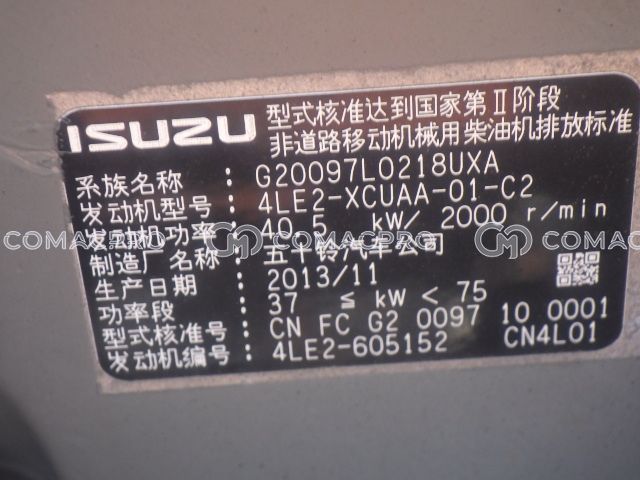 ISUZU
型式核准达到国家第Ⅱ阶段
非道路移动机械用柴油机排放标准
系族名称 : G20097L0218UXA
发动机型号 : 4LE2-XCUAA-01-C2
发动机功率 : 40.5 kW/ 2000 r/min
制造厂名称 : 五十铃汽车公司
生产日期 : 2013/11
功率段 : 37 ≦ kW < 75
型式核准号 : CN FC G2 0097 10 0001
发动机编号 : 4LE2-605152 CN4L01
COMACPRO COMACPRO COMACPRO